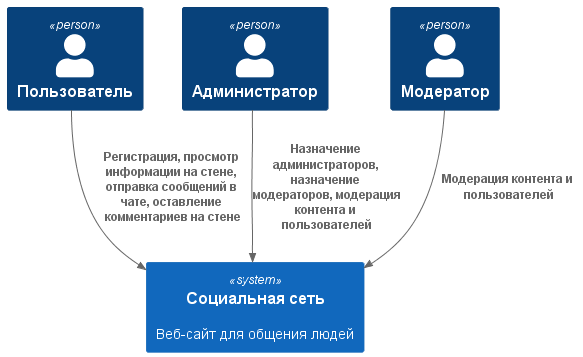 «person»
Пользователь
«person»
Администратор
«person»
Модератор
Регистрация, просмотр
информации на стене,
отправка сообщений в
чате, оставление
комментариев на стене
Назначение
администраторов,
назначение
модераторов, модерация
контента и
пользователей
Модерация контента и
пользователей
«system»
Социальная сеть
Веб-сайт для общения людей